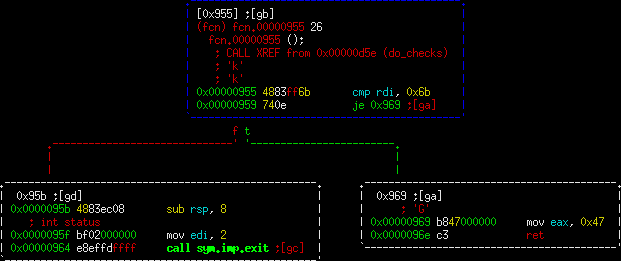 [0x955] ;[gb]
(fcn) fcn.00000955 26
fcn.00000955 ();
; CALL XREF from 0x00000d5e (do_checks)
; 'k'
; 'k'
0x00000955 4883ff6b cmp rdi, 0x6b
0x00000959 740e je 0x969 ;[ga]
f t
0x95b ;[gd]
0x0000095b 4883ec08 sub rsp, 8
; int status
0x0000095f bf02000000 mov edi, 2
0x00000964 e8effdffff call sym.imp.exit ;[gc]
0x969 ;[ga]
; 'G'
0x00000969 b847000000 mov eax, 0x47
0x0000096e c3 ret